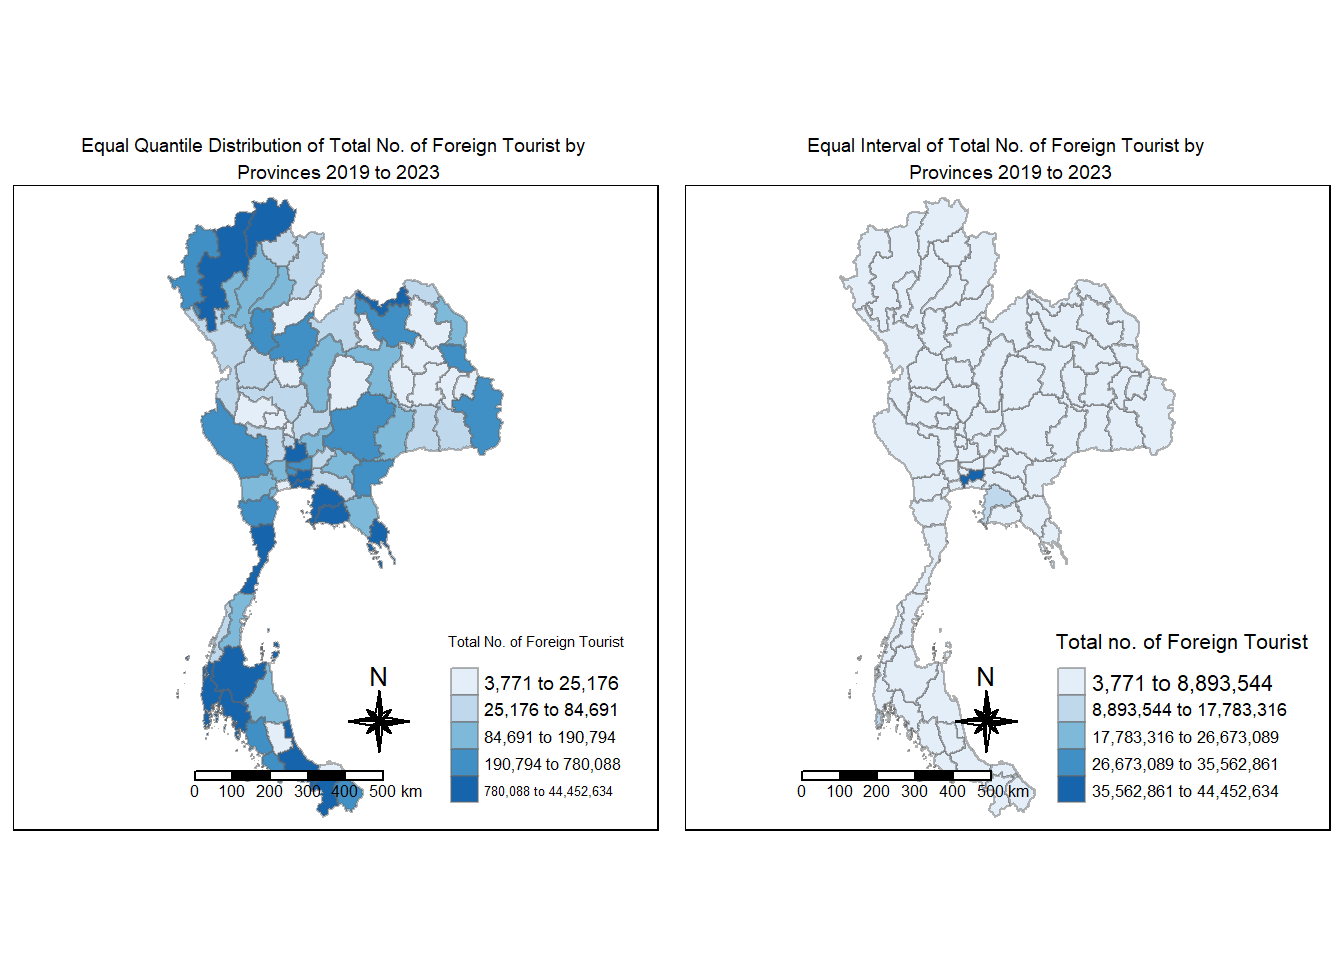 Equal Quantile Distribution of Total No. of Foreign Tourist by
Provinces 2019 to 2023
Total No. of Foreign Tourist
3,771 to 25,176
25,176 to 84,691
84,691 to 190,794
190,794 to 780,088
780,088 to 44,452,634
N
0 100 200 300 400 500 km
Equal Interval of Total No. of Foreign Tourist by
Provinces 2019 to 2023
Total no. of Foreign Tourist
3,771 to 8,893,544
8,893,544 to 17,783,316
17,783,316 to 26,673,089
26,673,089 to 35,562,861
35,562,861 to 44,452,634
N
0 100 200 300 400 500 km